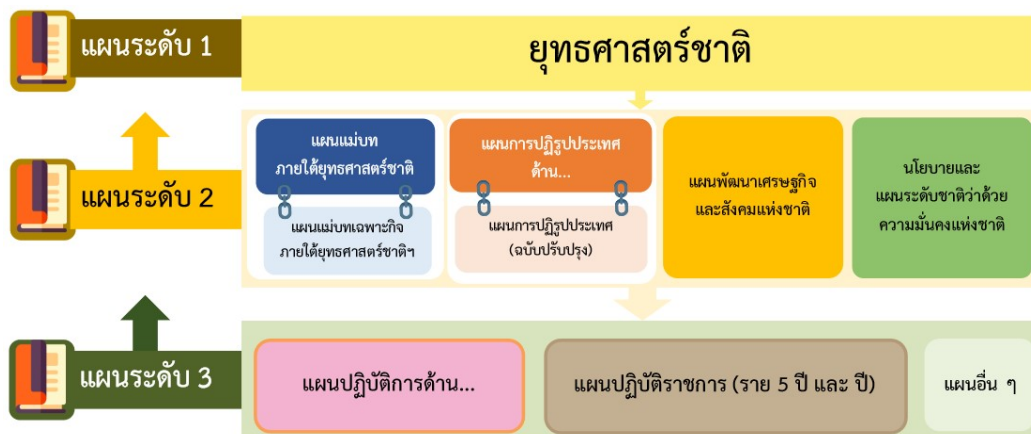 แผนระดับ 1
ยุทธศาสตร์ชาติ
แผนระดับ 2
แผนแม่บท
ภายใต้ยุทธศาสตร์ชาติ
แผนแม่บทเฉพาะกิจ
ภายใต้ยุทธศาสตร์ชาติฯ
แผนการปฏิรูปประเทศ
ด้าน...
แผนการปฏิรูปประเทศ
(ฉบับปรับปรุง)
แผนพัฒนาเศรษฐกิจ
และสังคมแห่งชาติ
นโยบายและ
แผนระดับชาติว่าด้วย
ความมั่นคงแห่งชาติ
แผนระดับ 3
แผนปฏิบัติการด้าน...
แผนปฏิบัติราชการ (ราย 5 ปี และ ปี)
แผนอื่น ๆ